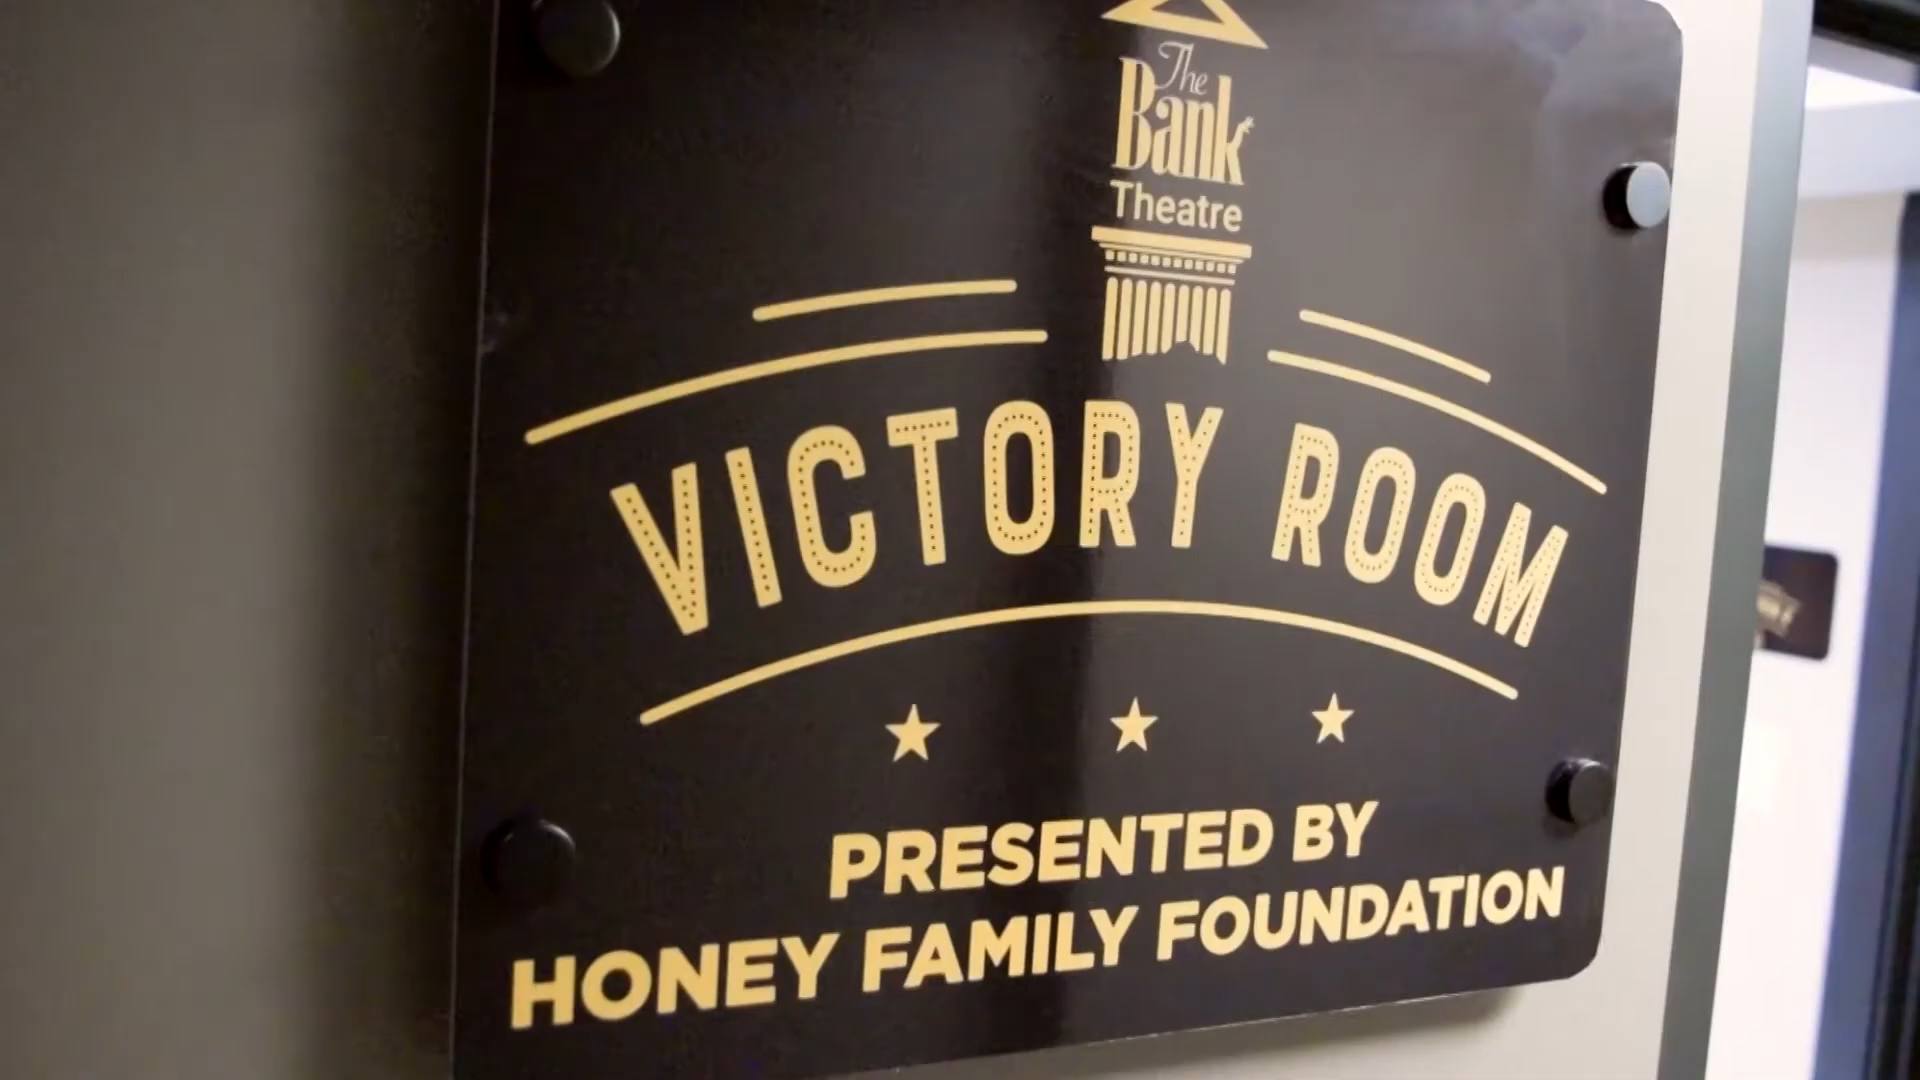 The
Bank
Theatre
VICTORY ROOM
PRESENTED BY
HONEY FAMILY FOUNDATION